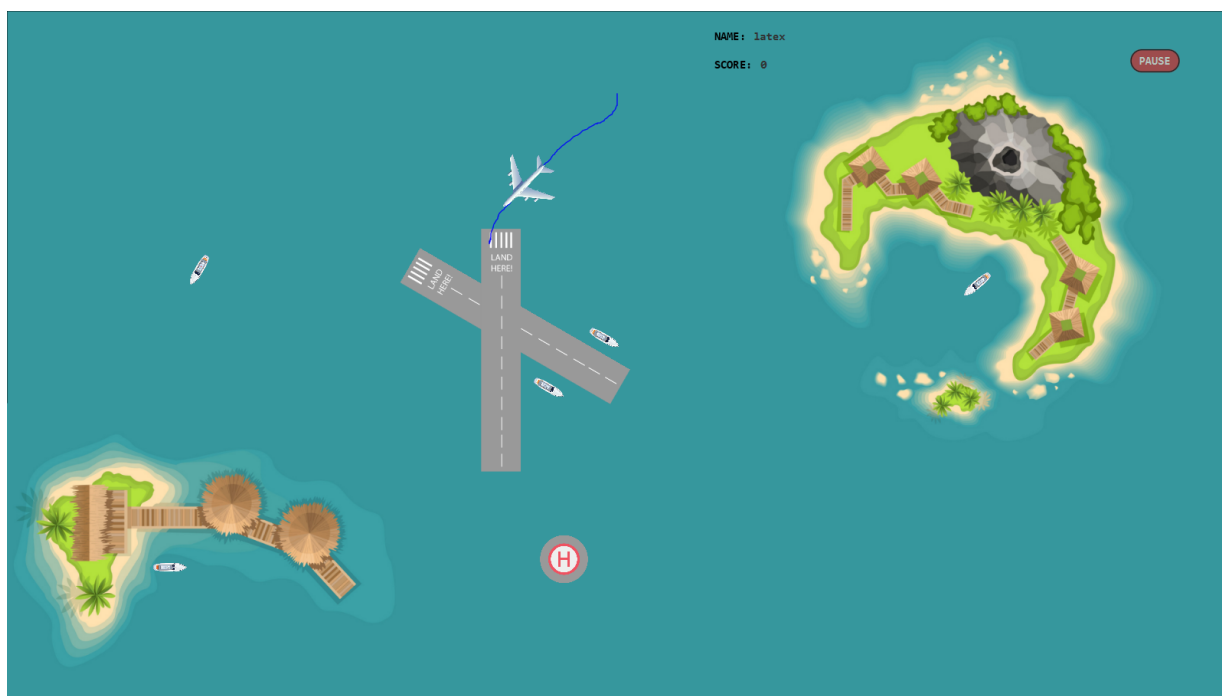 NAME: latex
SCORE: 0
PAUSE
LAND
HERE!
LAND
HERE!
H